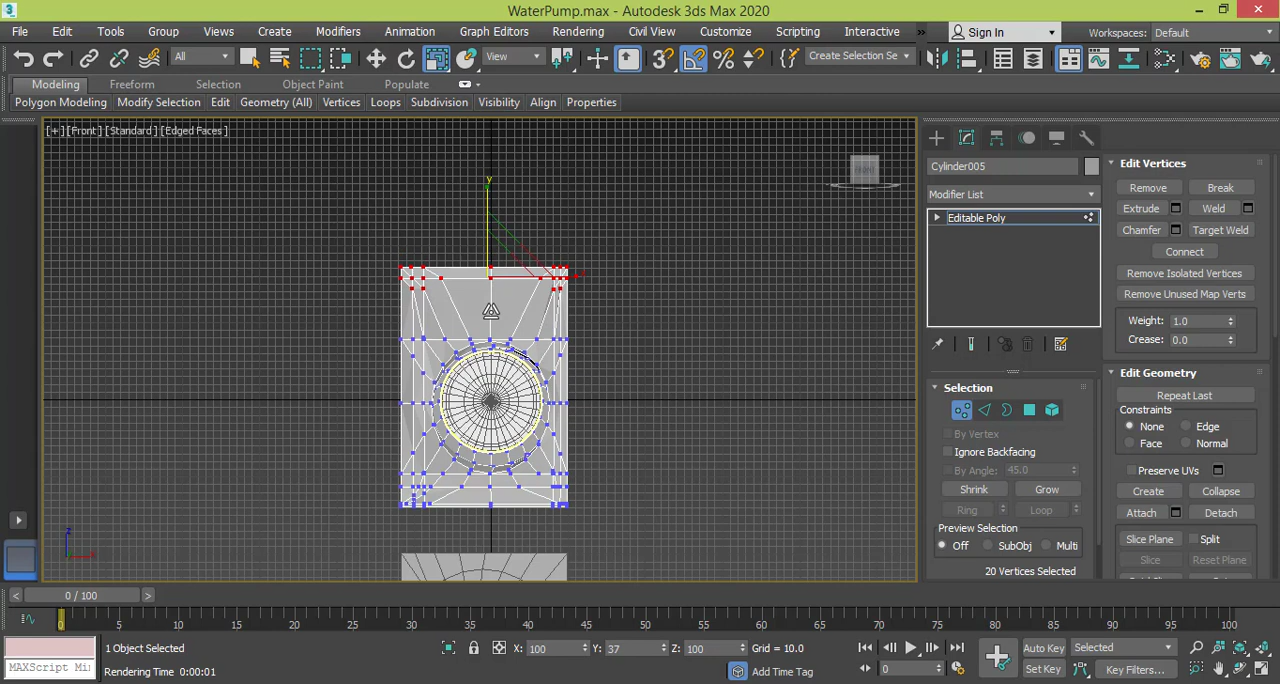 WaterPump.max - Autodesk 3ds Max 2020
File Edit Tools Group Views Create Modifiers Animation Graph Editors Rendering Civil View Customize Scripting Interactive » Sign In Workspaces: Default
All View Create Selection Se
Modeling Freeform Selection Object Paint Populate
Polygon Modeling Modify Selection Edit Geometry (All) Vertices Loops Subdivision Visibility Align Properties
[+] [Front] [Standard] [Edged Faces]
FRONT
y
z
Cylinder005
Modifier List
Editable Poly
Selection
By Vertex
Ignore Backfacing
By Angle: 45.0
Shrink Grow
Ring Loop
Preview Selection
Off SubObj Multi
20 Vertices Selected
Edit Vertices
Remove Break
Extrude Weld
Chamfer Target Weld
Connect
Remove Isolated Vertices
Remove Unused Map Verts
Weight: 1.0
Crease: 0.0
Edit Geometry
Repeat Last
Constraints
None Edge
Face Normal
Preserve UVs
Create Collapse
Attach Detach
Slice Plane Split
Slice Reset Plane
< 0 / 100 >
0 5 10 15 20 25 30 35 40 45 50 55 60 65 70 75 80 85 90 95 100
MAXScript Mi
1 Object Selected
Rendering Time 0:00:01
X: 100 Y: 37 Z: 100 Grid = 10.0
Add Time Tag
0
Auto Key Selected
Set Key Key Filters...